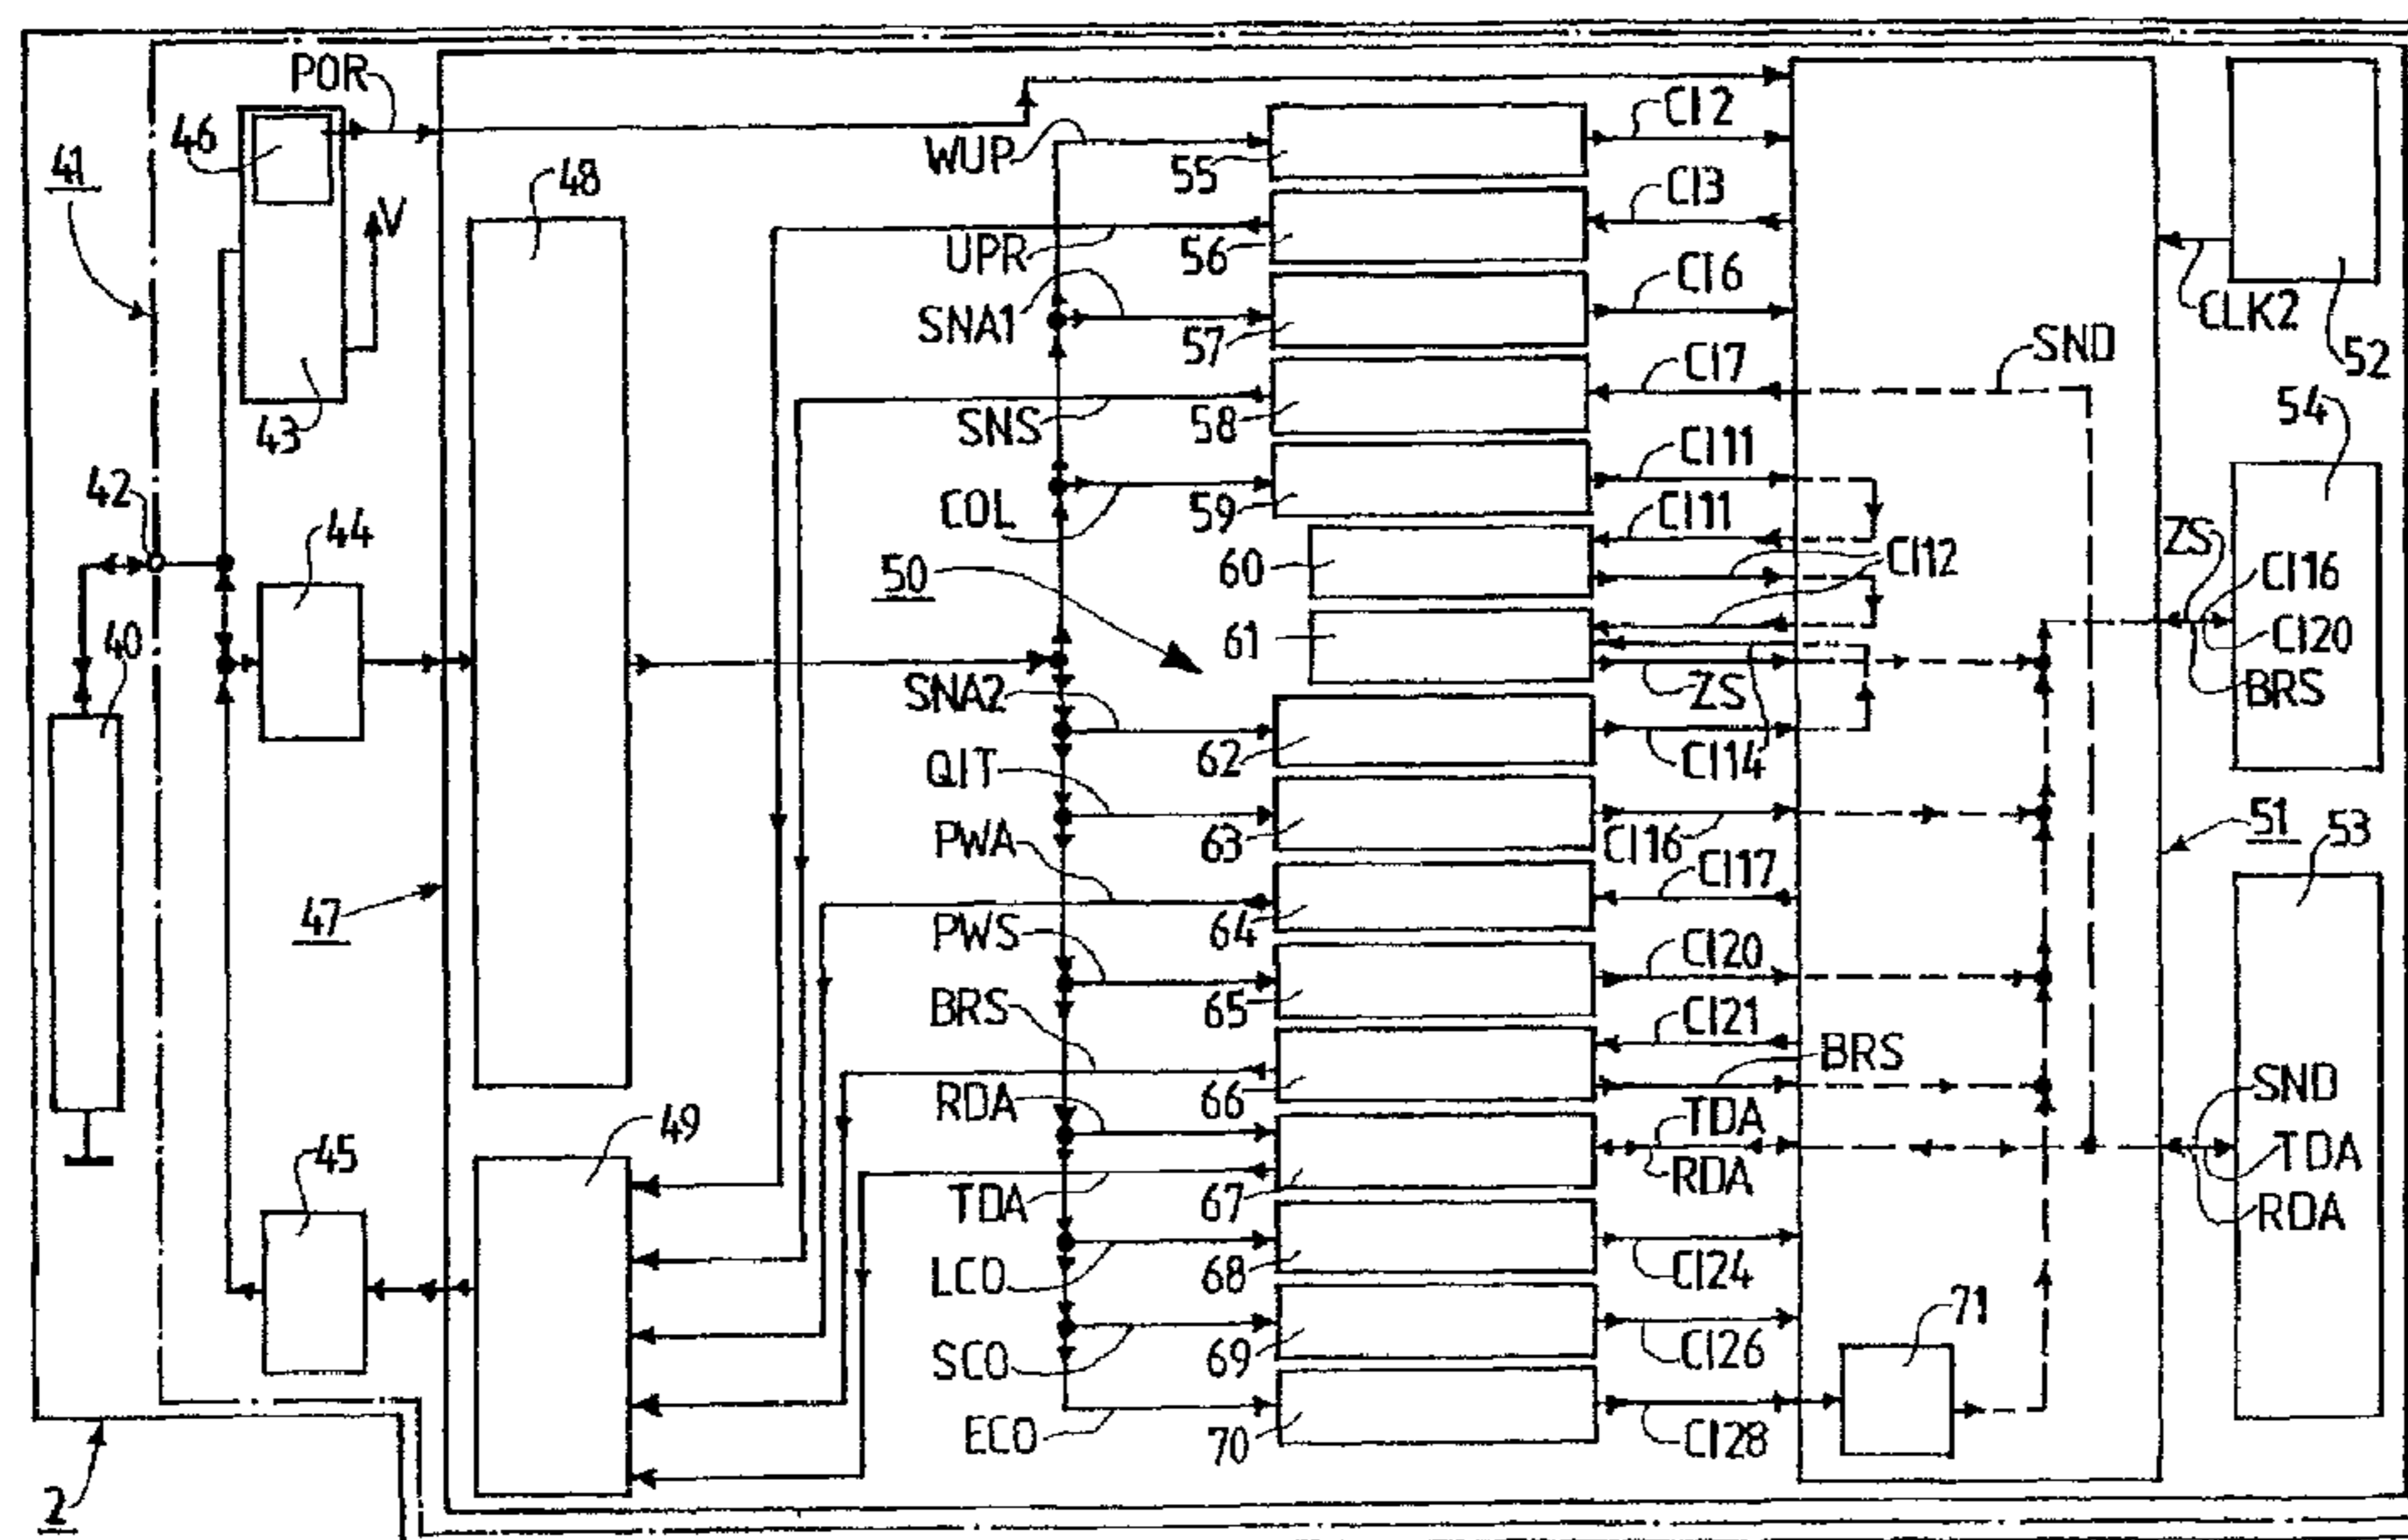 POR
46
41
V
43
42
44
40
45
2
47
48
49
WUP
55
CI2
UPR
56
CI3
SNA1
57
CI6
SNS
58
CI7
SND
COL
59
CI11
60
CI11
CI12
50
61
ZS
SNA2
62
CI14
QIT
63
CI16
PWA
64
CI17
PWS
65
CI20
BRS
66
CI21
BRS
RDA
TDA
RDA
TDA
67
LCO
68
CI24
SCO
69
CI26
ECO
70
CI28
71
CLK2
52
54
ZS
CI16
CI20
BRS
51
53
SND
TDA
RDA